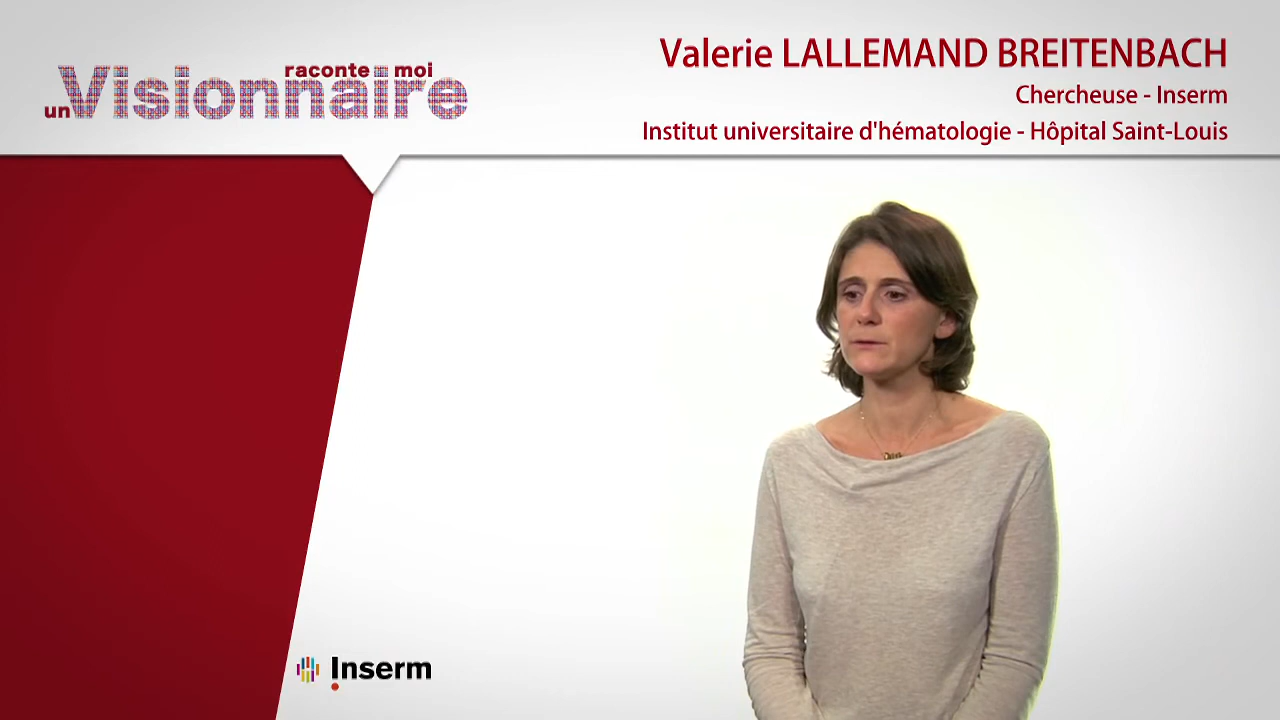 raconte moi
un Visionnaire
Valerie LALLEMAND BREITENBACH
Chercheuse - Inserm
Institut universitaire d'hématologie - Hôpital Saint-Louis
Inserm